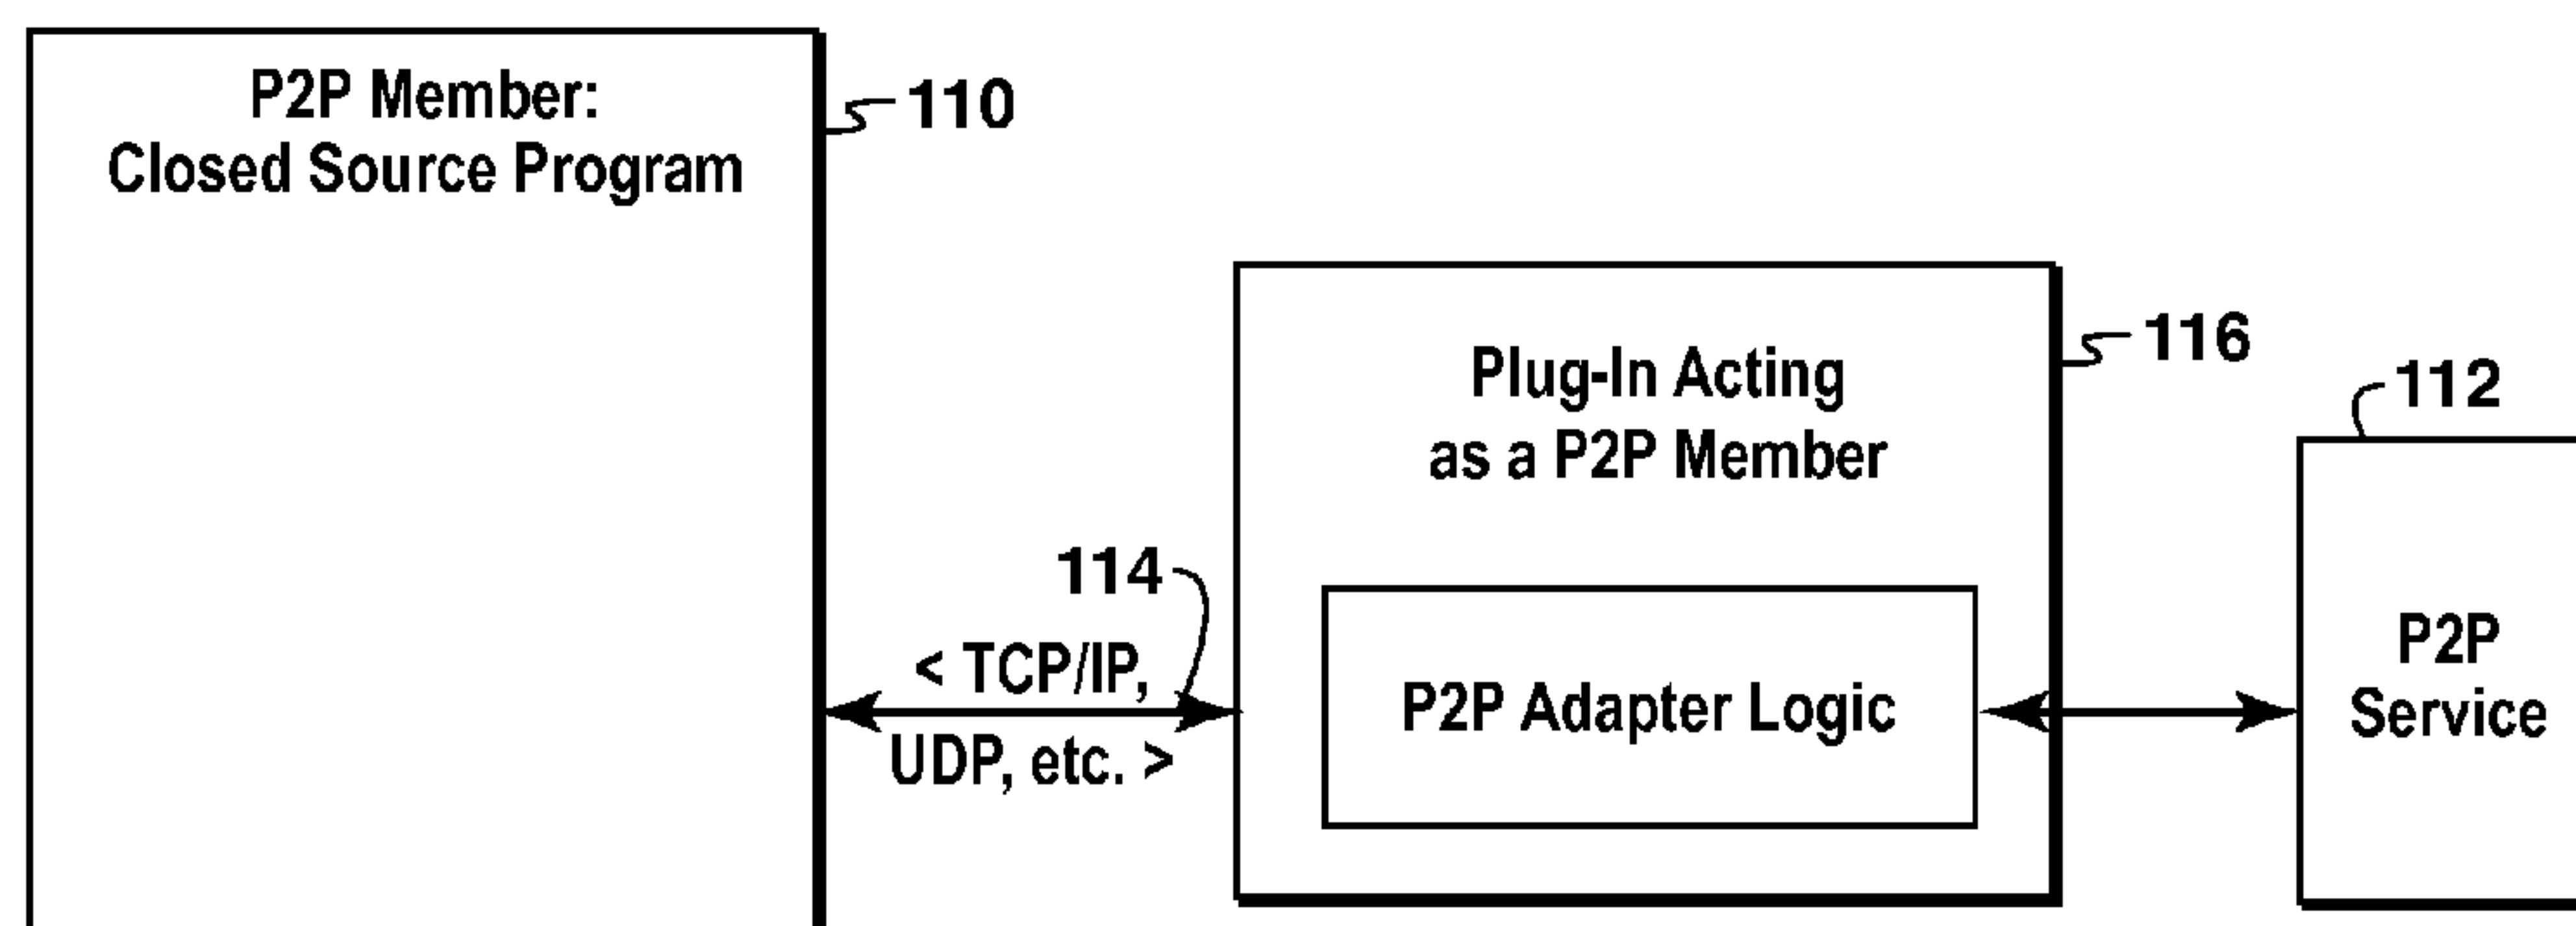 P2P Member:
Closed Source Program
110
Plug-In Acting
as a P2P Member
116
112
114
< TCP/IP,
UDP, etc. >
P2P Adapter Logic
P2P
Service